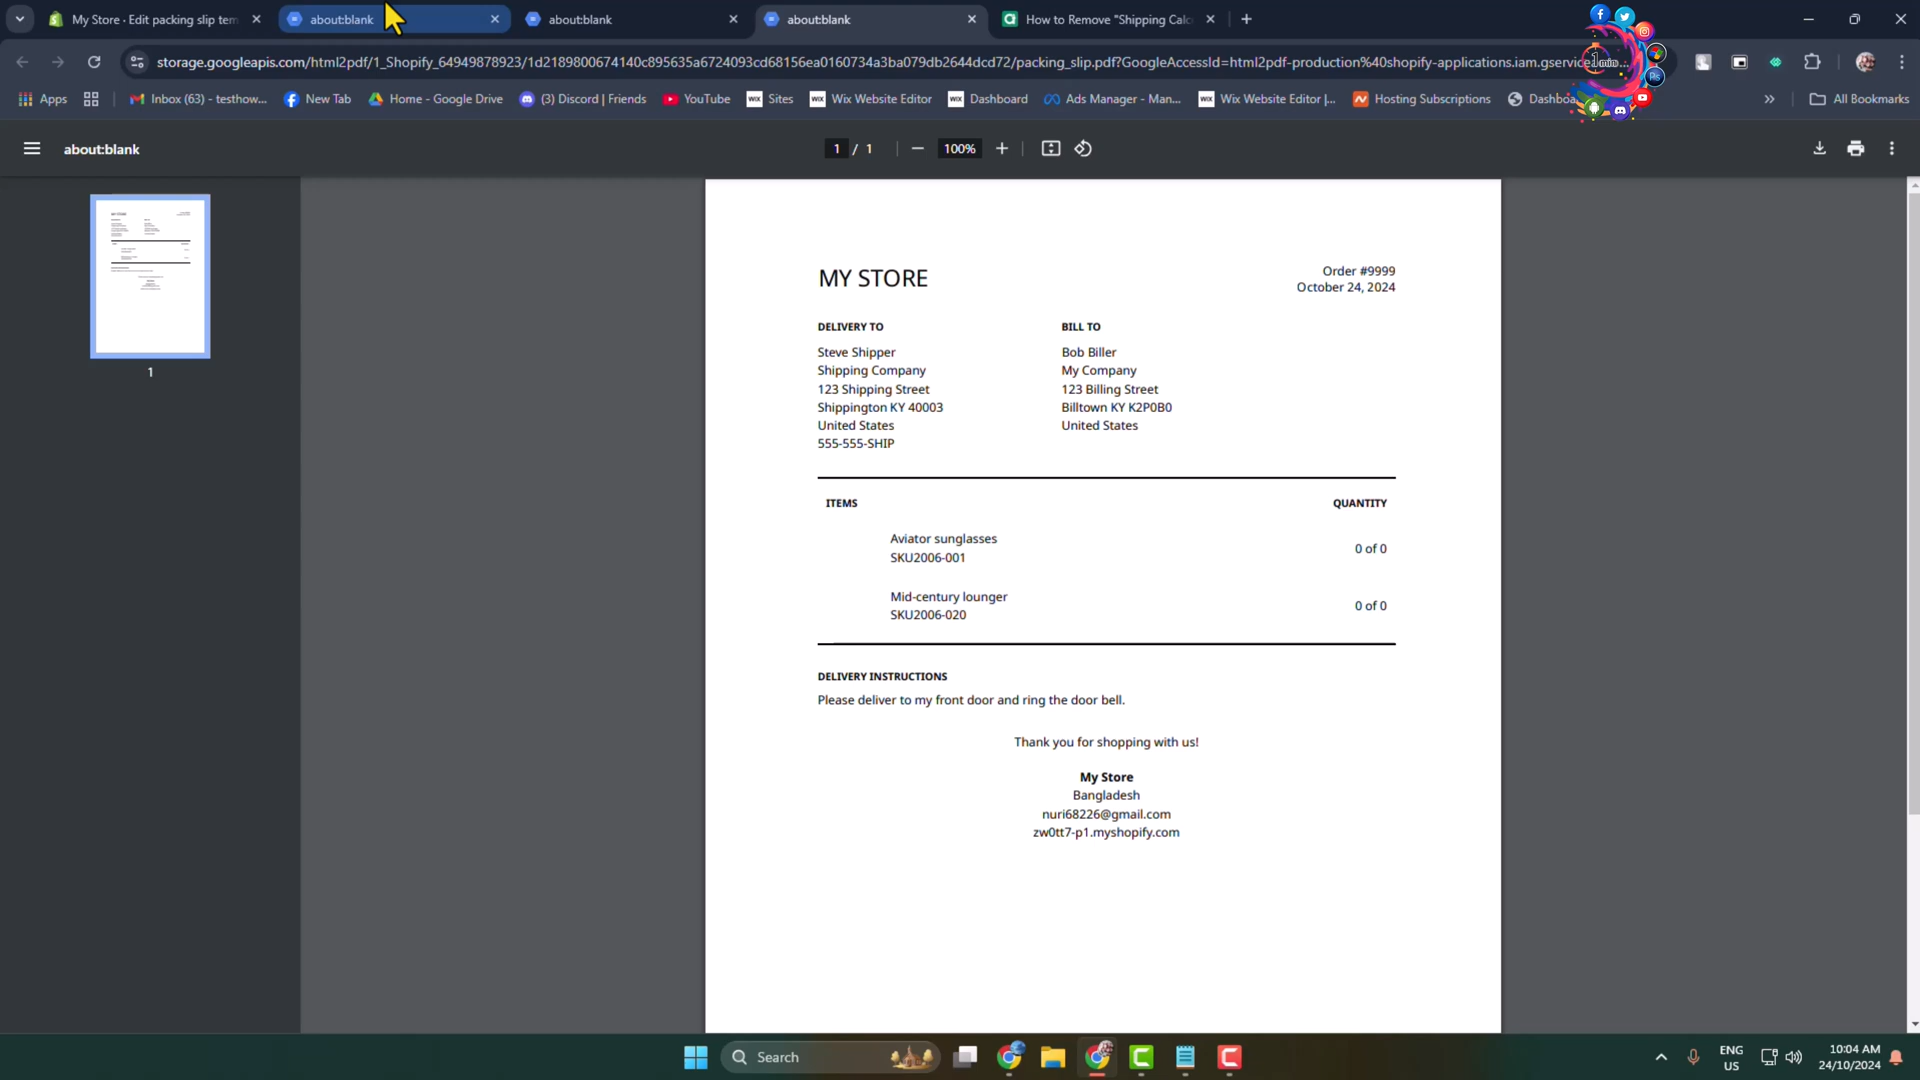 My Store · Edit packing slip tem
about:blank
about:blank
about:blank
How to Remove "Shipping Calc
storage.googleapis.com/html2pdf/1_Shopify_64949878923/1d2189800674140c895635a6724093cd68156ea0160734a3ba079db2644dcd72/packing_slip.pdf?GoogleAccessId=html2pdf-production%40shopify-applications.iam.gservice
Apps
Inbox (63) - testhow...
New Tab
Home - Google Drive
(3) Discord | Friends
YouTube
WIX Sites
WIX Wix Website Editor
WIX Dashboard
Ads Manager - Man...
WIX Wix Website Editor |...
Hosting Subscriptions
Dashboa
All Bookmarks
about:blank
1 / 1
100%
1
MY STORE
Order #9999
October 24, 2024
DELIVERY TO
Steve Shipper
Shipping Company
123 Shipping Street
Shippington KY 40003
United States
555-555-SHIP
BILL TO
Bob Biller
My Company
123 Billing Street
Billtown KY K2P0B0
United States
ITEMS
QUANTITY
Aviator sunglasses
SKU2006-001
0 of 0
Mid-century lounger
SKU2006-020
0 of 0
DELIVERY INSTRUCTIONS
Please deliver to my front door and ring the door bell.
Thank you for shopping with us!
My Store
Bangladesh
nuri68226@gmail.com
zw0tt7-p1.myshopify.com
Search
ENG
US
10:04 AM
24/10/2024